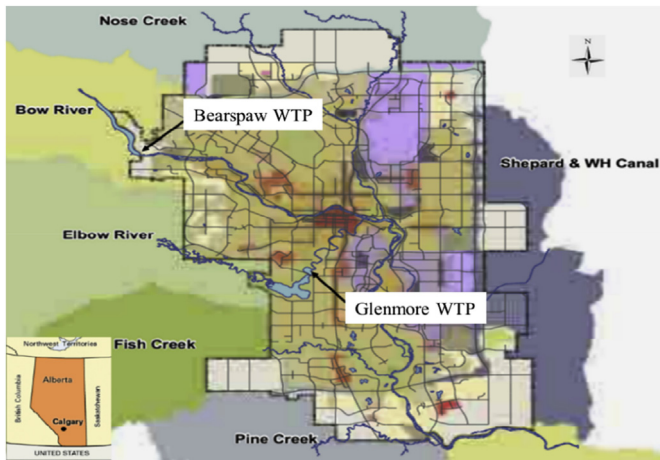 Nose Creek
N
Bow River
Bearspaw WTP
Shepard & WH Canal
Elbow River
Glenmore WTP
Fish Creek
Northwest Territories
British Columbia
Alberta
Saskatchewan
Calgary
UNITED STATES
Pine Creek